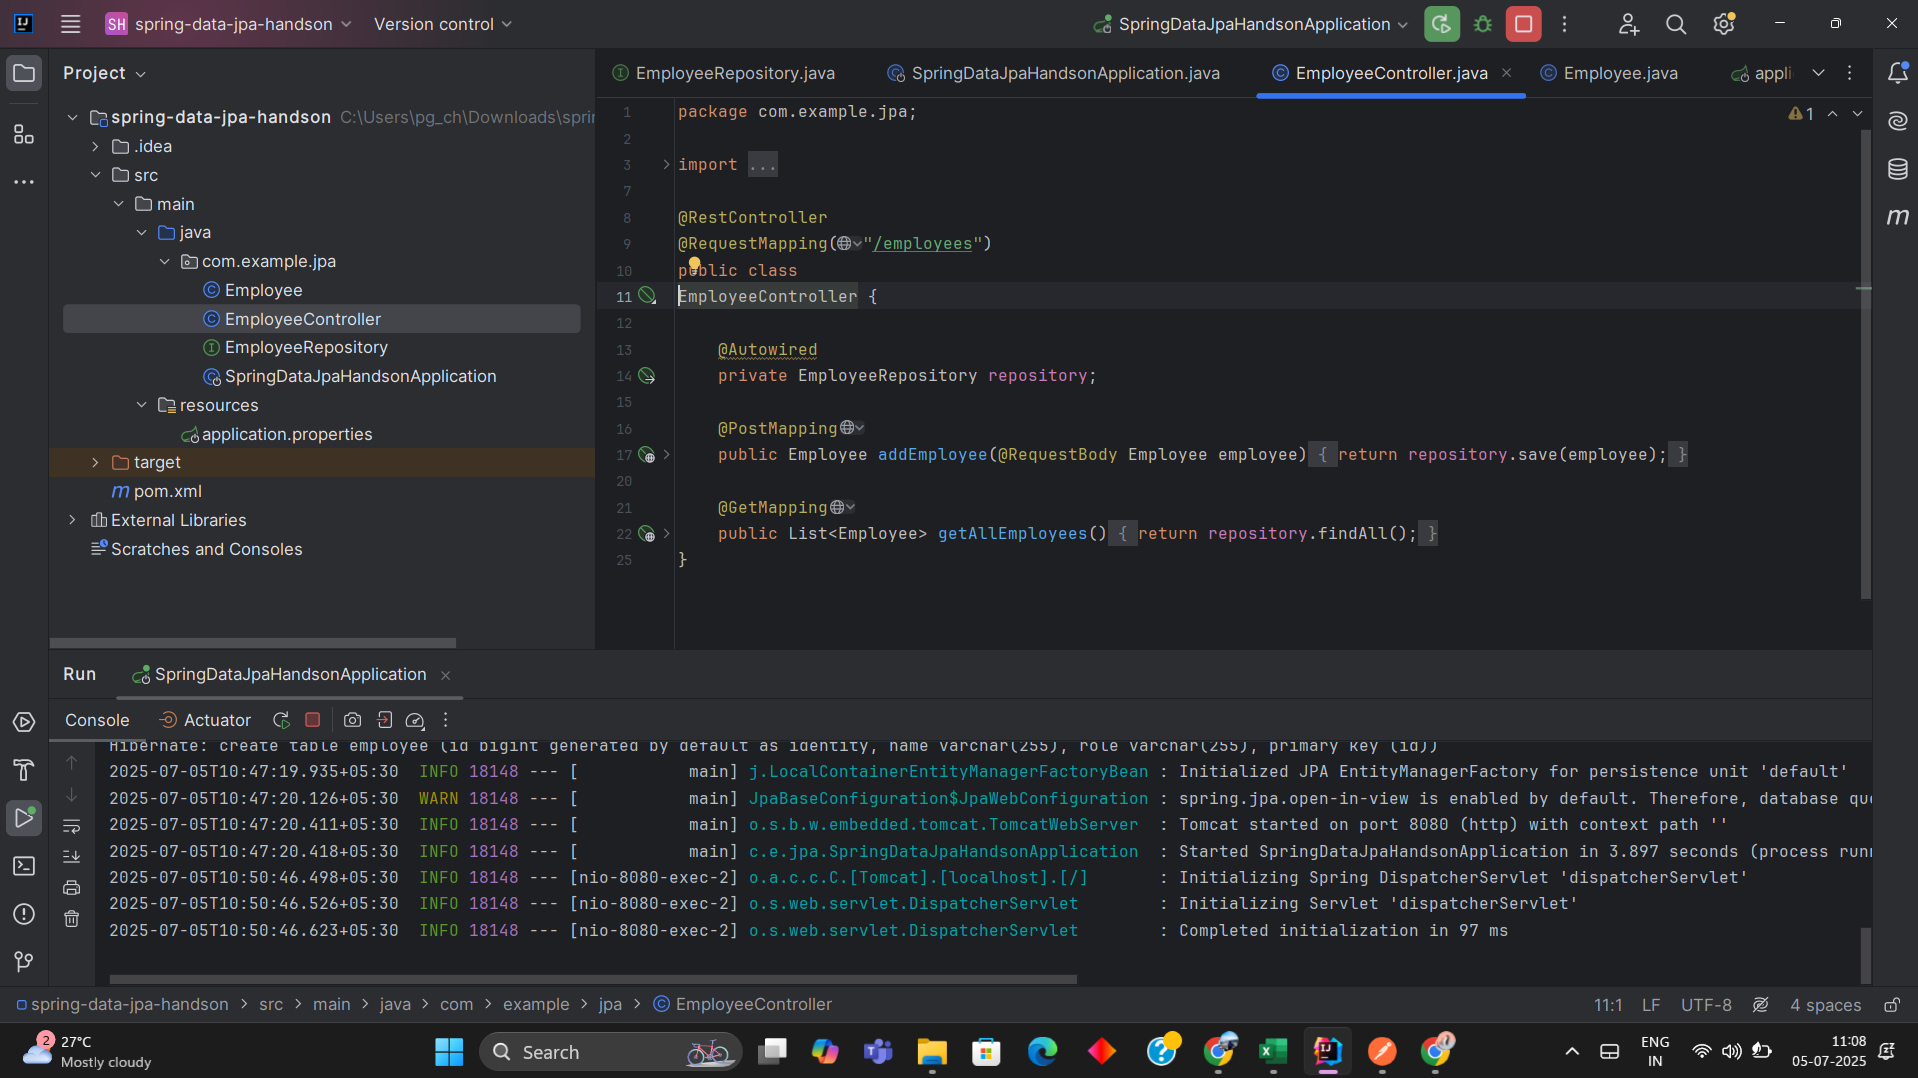 SH spring-data-jpa-handson Version control SpringDataJpaHandsonApplication
Project
spring-data-jpa-handson C:\Users\pg_ch\Downloads\sprin
.idea
src
main
java
com.example.jpa
Employee
EmployeeController
EmployeeRepository
SpringDataJpaHandsonApplication
resources
application.properties
target
m pom.xml
External Libraries
Scratches and Consoles
EmployeeRepository.java SpringDataJpaHandsonApplication.java EmployeeController.java Employee.java appli
1 package com.example.jpa;
2
3 import ...
7
8 @RestController
9 @RequestMapping("/employees")
10 public class
11 EmployeeController {
12
13 @Autowired
14 private EmployeeRepository repository;
15
16 @PostMapping
17 public Employee addEmployee(@RequestBody Employee employee) { return repository.save(employee); }
20
21 @GetMapping
22 public List<Employee> getAllEmployees() { return repository.findAll(); }
25 }
1
m
Run SpringDataJpaHandsonApplication
Console Actuator
Hibernate: create table employee (id bigint generated by default as identity, name varchar(255), role varchar(255), primary key (id))
2025-07-05T10:47:19.935+05:30 INFO 18148 --- [ main] j.LocalContainerEntityManagerFactoryBean : Initialized JPA EntityManagerFactory for persistence unit 'default'
2025-07-05T10:47:20.126+05:30 WARN 18148 --- [ main] JpaBaseConfiguration$JpaWebConfiguration : spring.jpa.open-in-view is enabled by default. Therefore, database que
2025-07-05T10:47:20.411+05:30 INFO 18148 --- [ main] o.s.b.w.embedded.tomcat.TomcatWebServer : Tomcat started on port 8080 (http) with context path ''
2025-07-05T10:47:20.418+05:30 INFO 18148 --- [ main] c.e.jpa.SpringDataJpaHandsonApplication : Started SpringDataJpaHandsonApplication in 3.897 seconds (process runn
2025-07-05T10:50:46.498+05:30 INFO 18148 --- [nio-8080-exec-2] o.a.c.c.C.[Tomcat].[localhost].[/] : Initializing Spring DispatcherServlet 'dispatcherServlet'
2025-07-05T10:50:46.526+05:30 INFO 18148 --- [nio-8080-exec-2] o.s.web.servlet.DispatcherServlet : Initializing Servlet 'dispatcherServlet'
2025-07-05T10:50:46.623+05:30 INFO 18148 --- [nio-8080-exec-2] o.s.web.servlet.DispatcherServlet : Completed initialization in 97 ms
spring-data-jpa-handson > src > main > java > com > example > jpa > EmployeeController 11:1 LF UTF-8 4 spaces
2 27°C
Mostly cloudy
Search
ENG
IN
11:08
05-07-2025